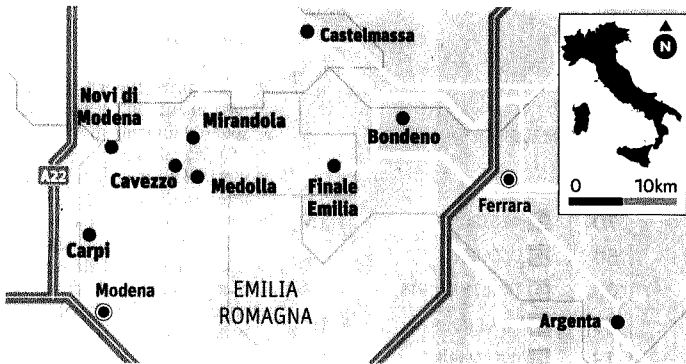 Castelmassa
N
Novi di
Modena
Mirandola
Bondeno
A22
Cavezzo
Medolla
Finale
Emilia
0 10km
Ferrara
Carpi
Modena
EMILIA
ROMAGNA
Argenta